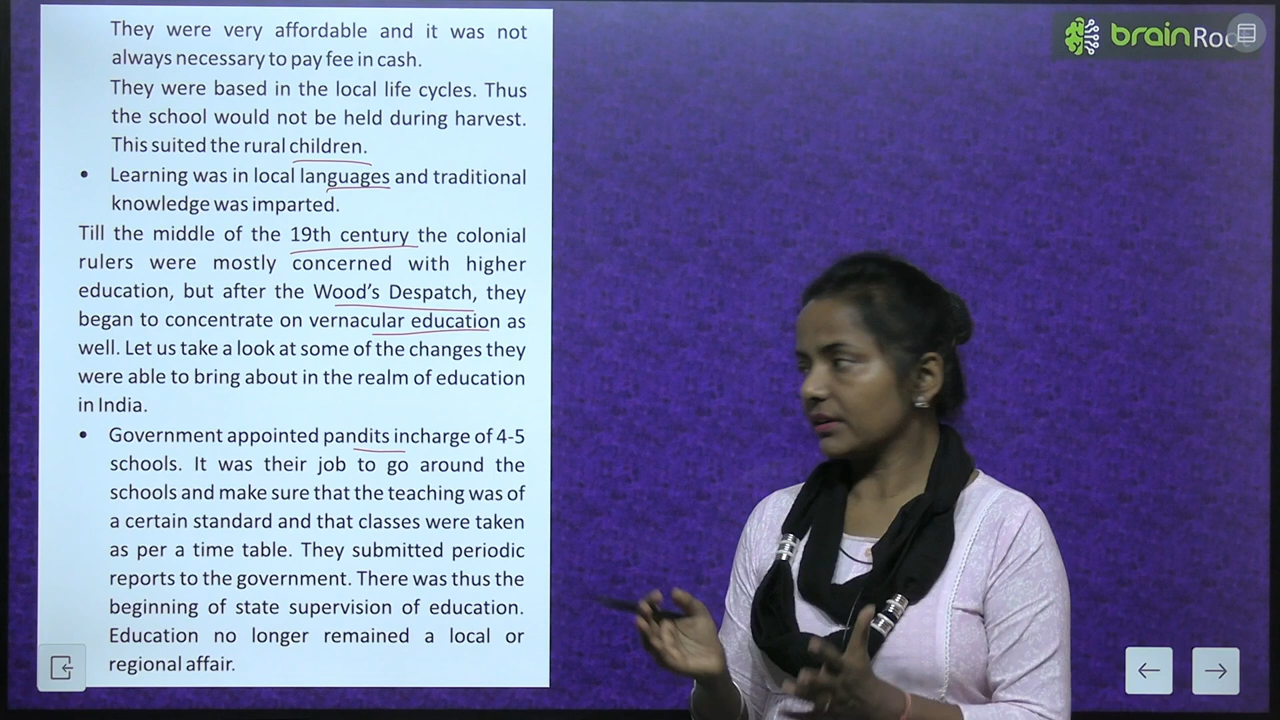 They were very affordable and it was not
always necessary to pay fee in cash.
They were based in the local life cycles. Thus
the school would not be held during harvest.
This suited the rural children.
• Learning was in local languages and traditional
knowledge was imparted.
Till the middle of the 19th century the colonial
rulers were mostly concerned with higher
education, but after the Wood's Despatch, they
began to concentrate on vernacular education as
well. Let us take a look at some of the changes they
were able to bring about in the realm of education
in India.
• Government appointed pandits incharge of 4-5
schools. It was their job to go around the
schools and make sure that the teaching was of
a certain standard and that classes were taken
as per a time table. They submitted periodic
reports to the government. There was thus the
beginning of state supervision of education.
Education no longer remained a local or
regional affair.
brain